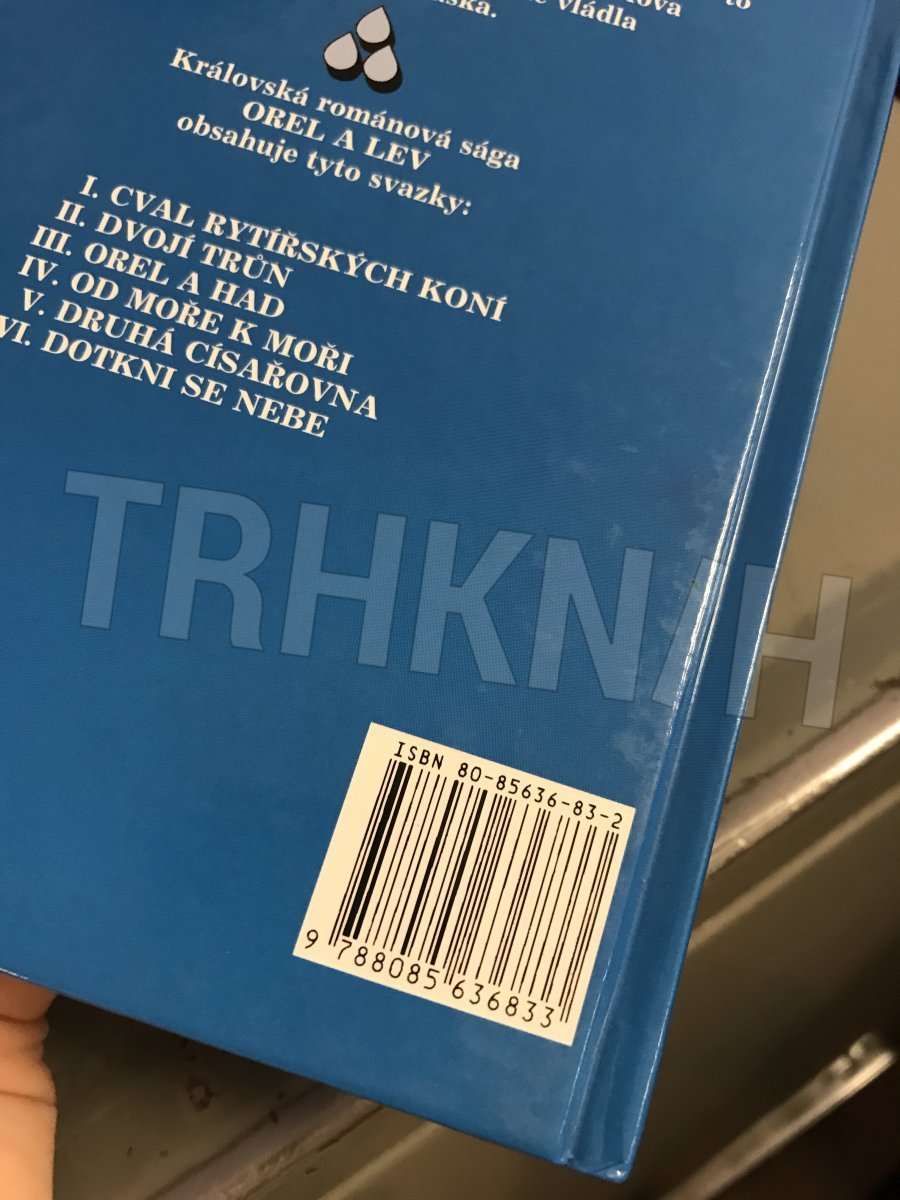 to
vládla
Královská románová sága
OREL A LEV
obsahuje tyto svazky:
I. CVAL RYTÍŘSKÝCH KONÍ
II. DVOJÍ TRŮN
III. OREL A HAD
IV. OD MOŘE K MOŘI
V. DRUHÁ CÍSAŘOVNA
VI. DOTKNI SE NEBE
TRHKNIH
ISBN 80-85636-83-2
9 788085 636833